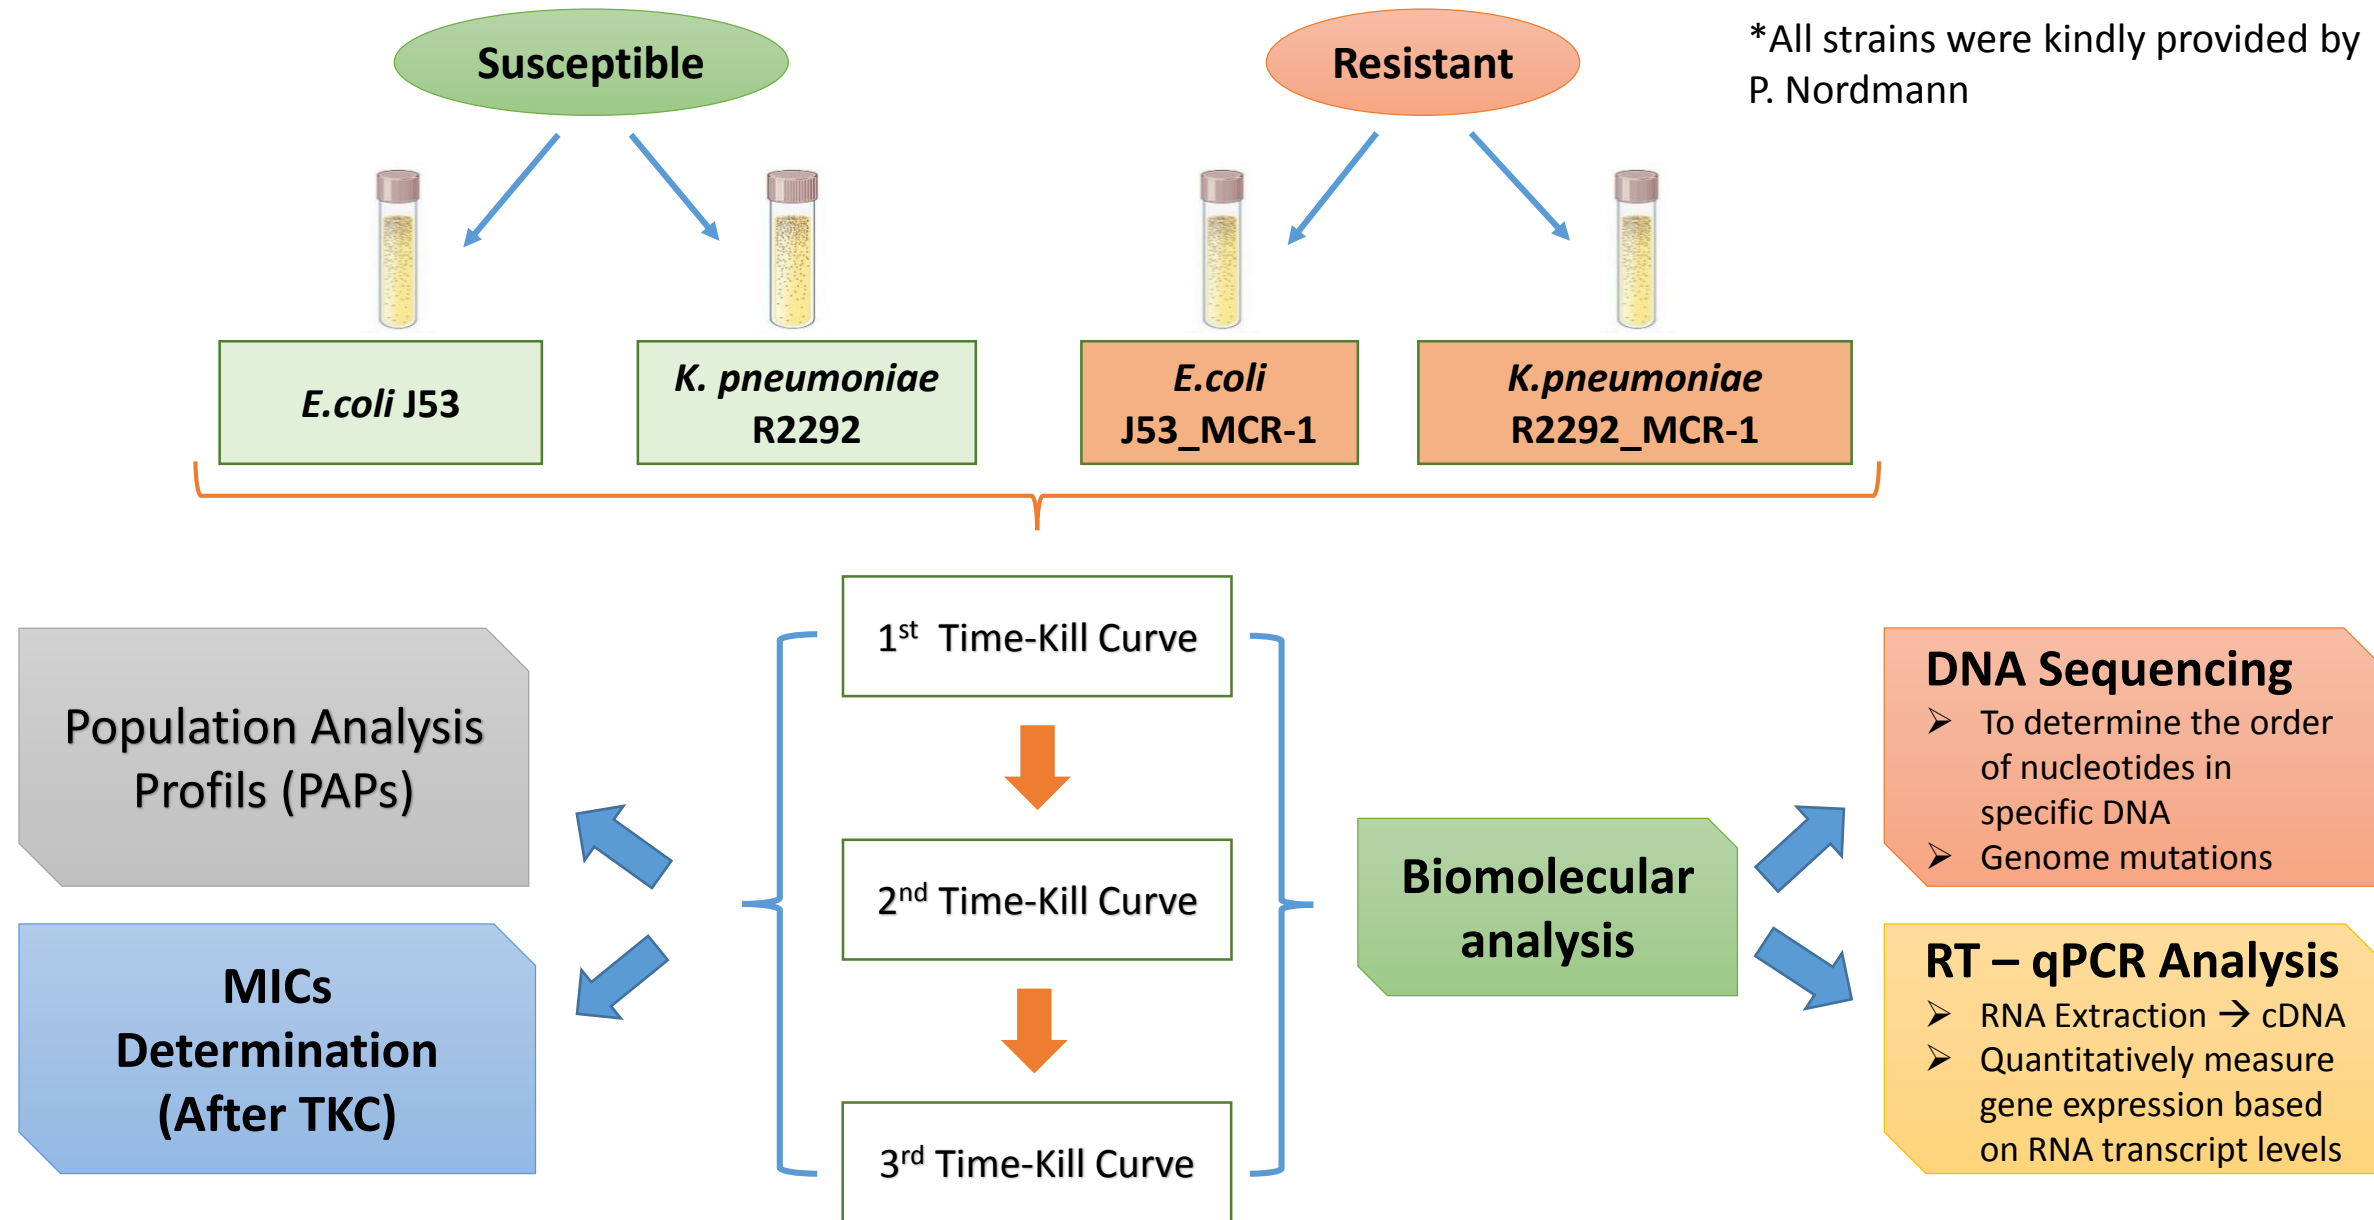 Susceptible
Resistant
*All strains were kindly provided by
P. Nordmann
E.coli J53
K. pneumoniae
R2292
E.coli
J53_MCR-1
K.pneumoniae
R2292_MCR-1
1st Time-Kill Curve
2nd Time-Kill Curve
3rd Time-Kill Curve
Population Analysis
Profils (PAPs)
MICs
Determination
(After TKC)
Biomolecular
analysis
DNA Sequencing
➢ To determine the order
of nucleotides in
specific DNA
➢ Genome mutations
RT – qPCR Analysis
➢ RNA Extraction → cDNA
➢ Quantitatively measure
gene expression based
on RNA transcript levels